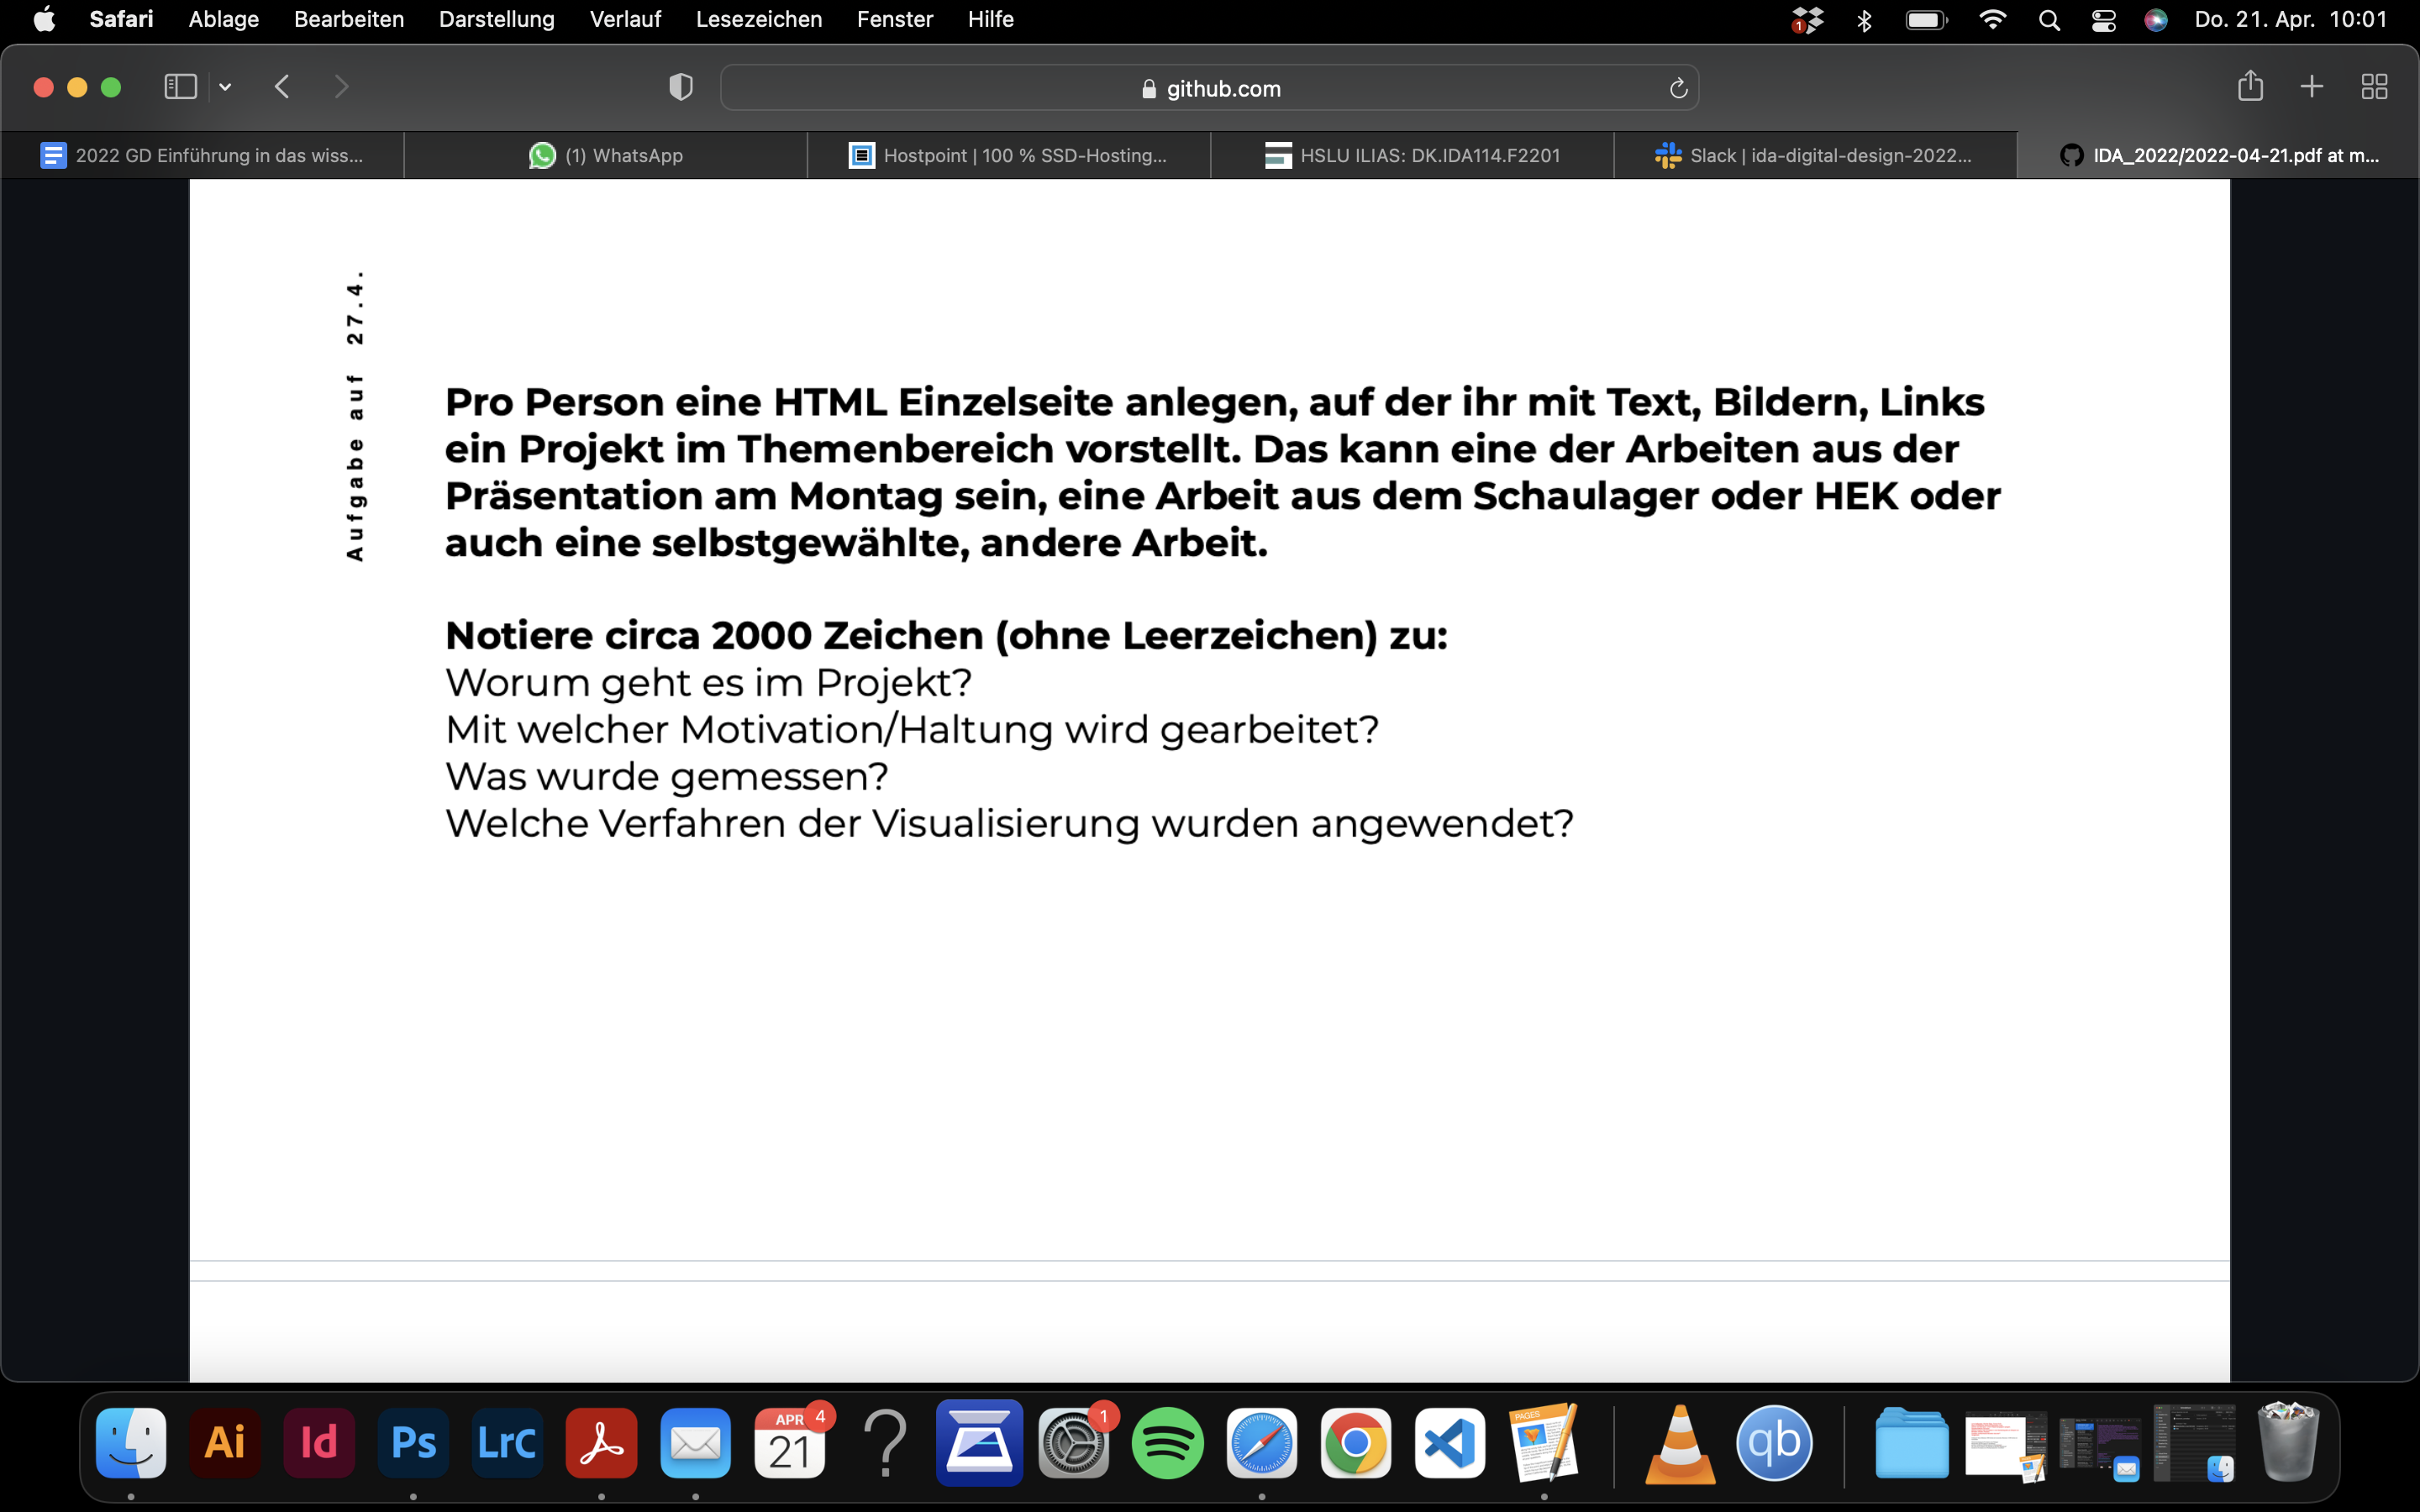 Safari Ablage Bearbeiten Darstellung Verlauf Lesezeichen Fenster Hilfe
1 Do. 21. Apr. 10:01
github.com
2022 GD Einführung in das wiss...
(1) WhatsApp
Hostpoint | 100 % SSD-Hosting...
HSLU ILIAS: DK.IDA114.F2201
Slack | ida-digital-design-2022...
IDA_2022/2022-04-21.pdf at m...
Aufgabe auf 27.4.
Pro Person eine HTML Einzelseite anlegen, auf der ihr mit Text, Bildern, Links
ein Projekt im Themenbereich vorstellt. Das kann eine der Arbeiten aus der
Präsentation am Montag sein, eine Arbeit aus dem Schaulager oder HEK oder
auch eine selbstgewählte, andere Arbeit.
Notiere circa 2000 Zeichen (ohne Leerzeichen) zu:
Worum geht es im Projekt?
Mit welcher Motivation/Haltung wird gearbeitet?
Was wurde gemessen?
Welche Verfahren der Visualisierung wurden angewendet?
Ai
Id
Ps
LrC
APR
4
21
?
1
PAGES
qb